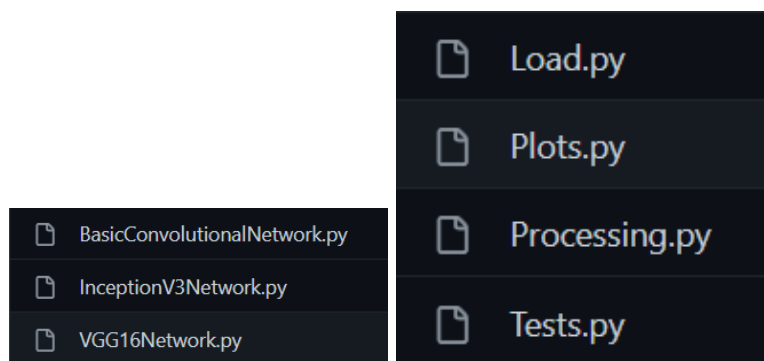 BasicConvolutionalNetwork.py
InceptionV3Network.py
VGG16Network.py
Load.py
Plots.py
Processing.py
Tests.py